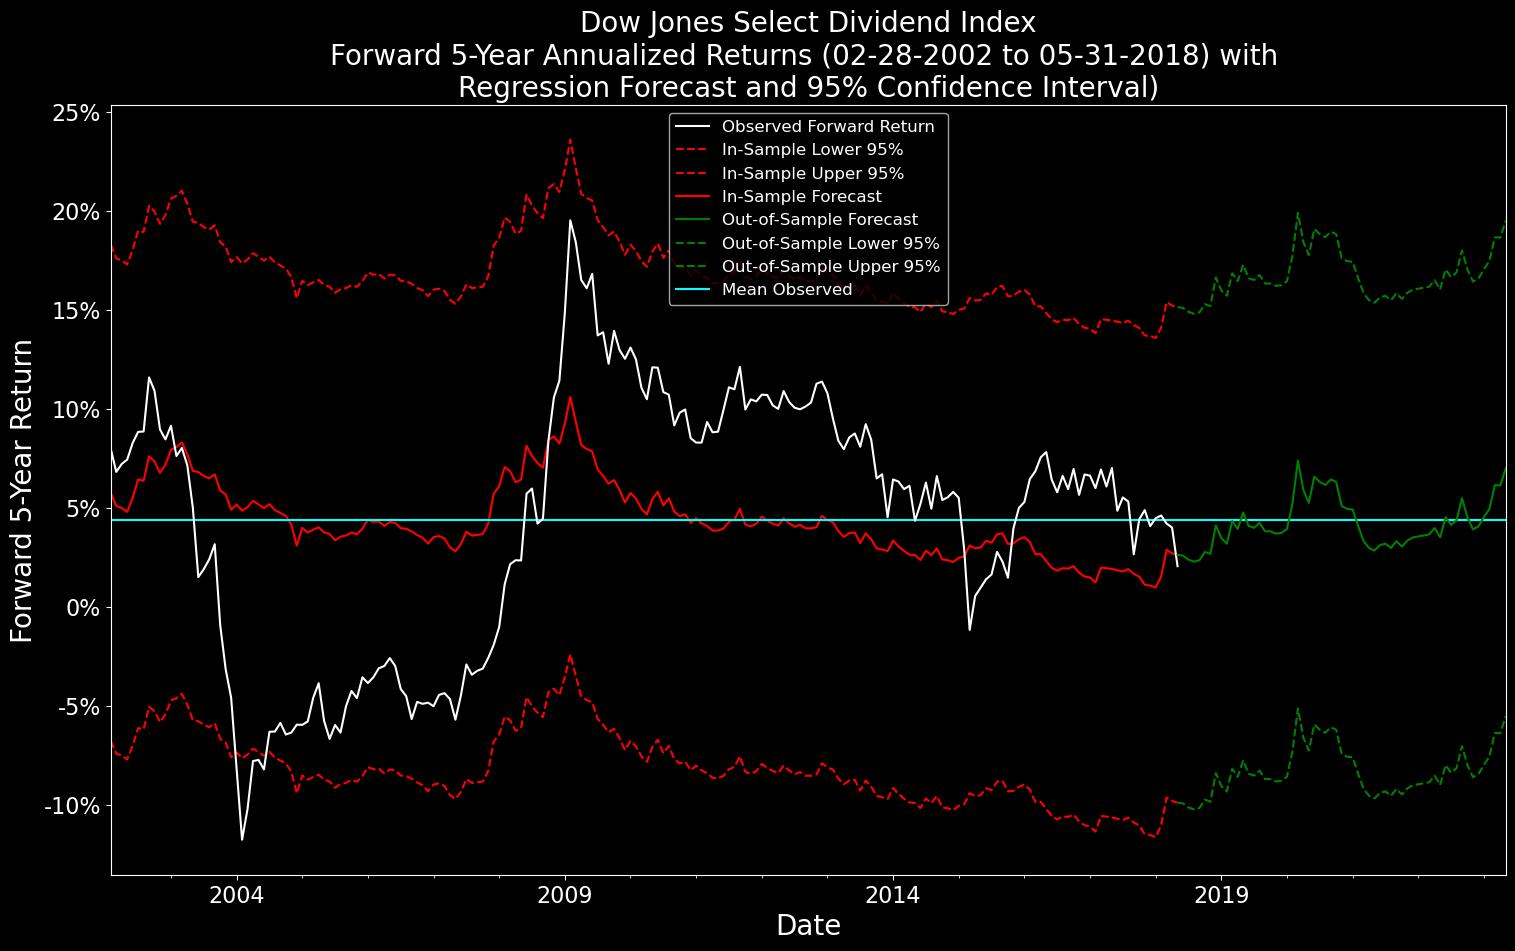 Dow Jones Select Dividend Index
Forward 5-Year Annualized Returns (02-28-2002 to 05-31-2018) with
Regression Forecast and 95% Confidence Interval)
Forward 5-Year Return
25%
20%
15%
10%
5%
0%
-5%
-10%
Observed Forward Return
In-Sample Lower 95%
In-Sample Upper 95%
In-Sample Forecast
Out-of-Sample Forecast
Out-of-Sample Lower 95%
Out-of-Sample Upper 95%
Mean Observed
2004
2009
2014
2019
Date